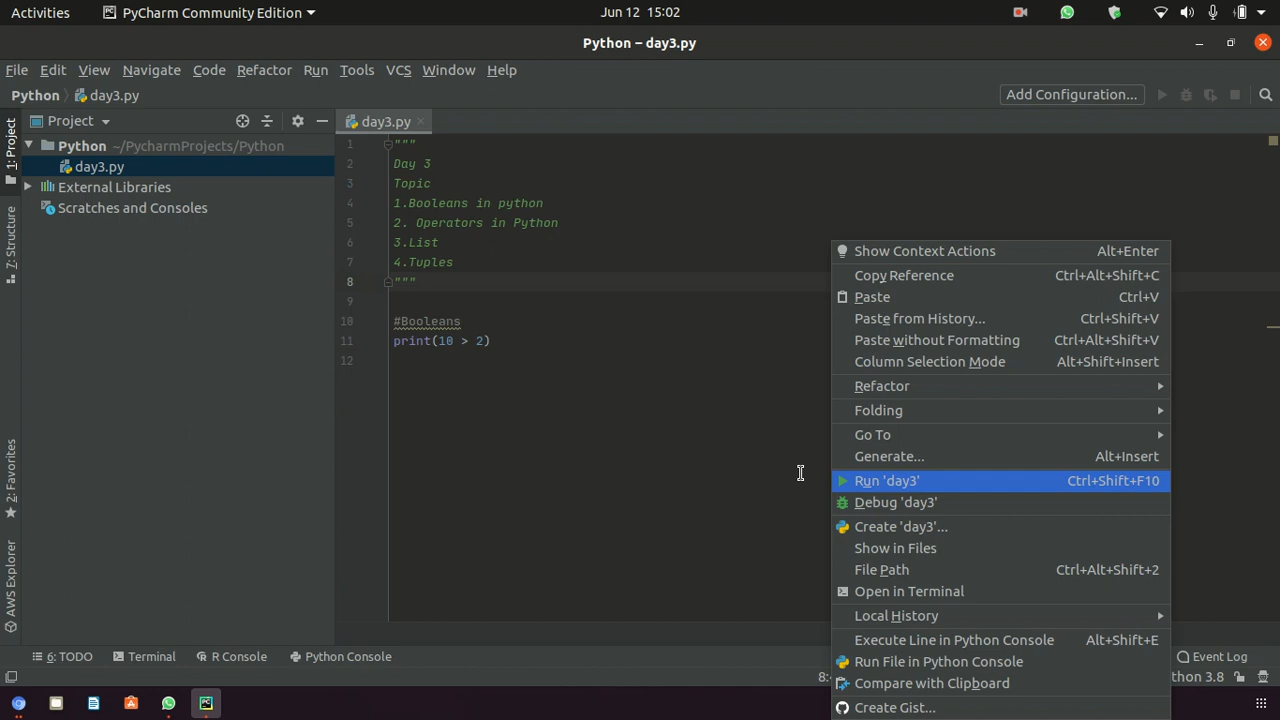 Activities PyCharm Community Edition Jun 12 15:02
Python – day3.py
File Edit View Navigate Code Refactor Run Tools VCS Window Help
Python day3.py Add Configuration...
1: Project
7: Structure
2: Favorites
AWS Explorer
Project
Python ~/PycharmProjects/Python
day3.py
External Libraries
Scratches and Consoles
day3.py
1 """
2 Day 3
3 Topic
4 1.Booleans in python
5 2. Operators in Python
6 3.List
7 4.Tuples
8 """
9
10 #Booleans
11 print(10 > 2)
12
Show Context Actions Alt+Enter
Copy Reference Ctrl+Alt+Shift+C
Paste Ctrl+V
Paste from History... Ctrl+Shift+V
Paste without Formatting Ctrl+Alt+Shift+V
Column Selection Mode Alt+Shift+Insert
Refactor
Folding
Go To
Generate... Alt+Insert
Run 'day3' Ctrl+Shift+F10
Debug 'day3'
Create 'day3'...
Show in Files
File Path Ctrl+Alt+Shift+2
Open in Terminal
Local History
Execute Line in Python Console Alt+Shift+E
Run File in Python Console
Compare with Clipboard
Create Gist...
6: TODO Terminal R Console Python Console Event Log
8: thon 3.8